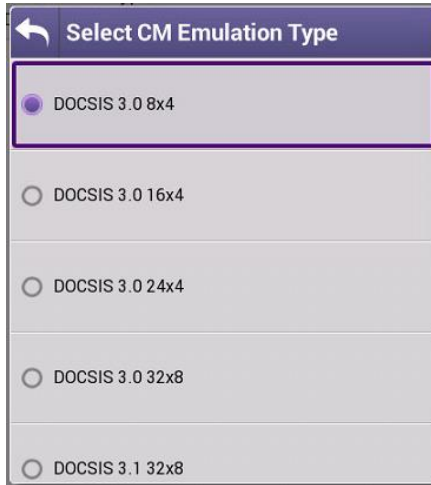 Select CM Emulation Type
DOCSIS 3.0 8x4
DOCSIS 3.0 16x4
DOCSIS 3.0 24x4
DOCSIS 3.0 32x8
DOCSIS 3.1 32x8